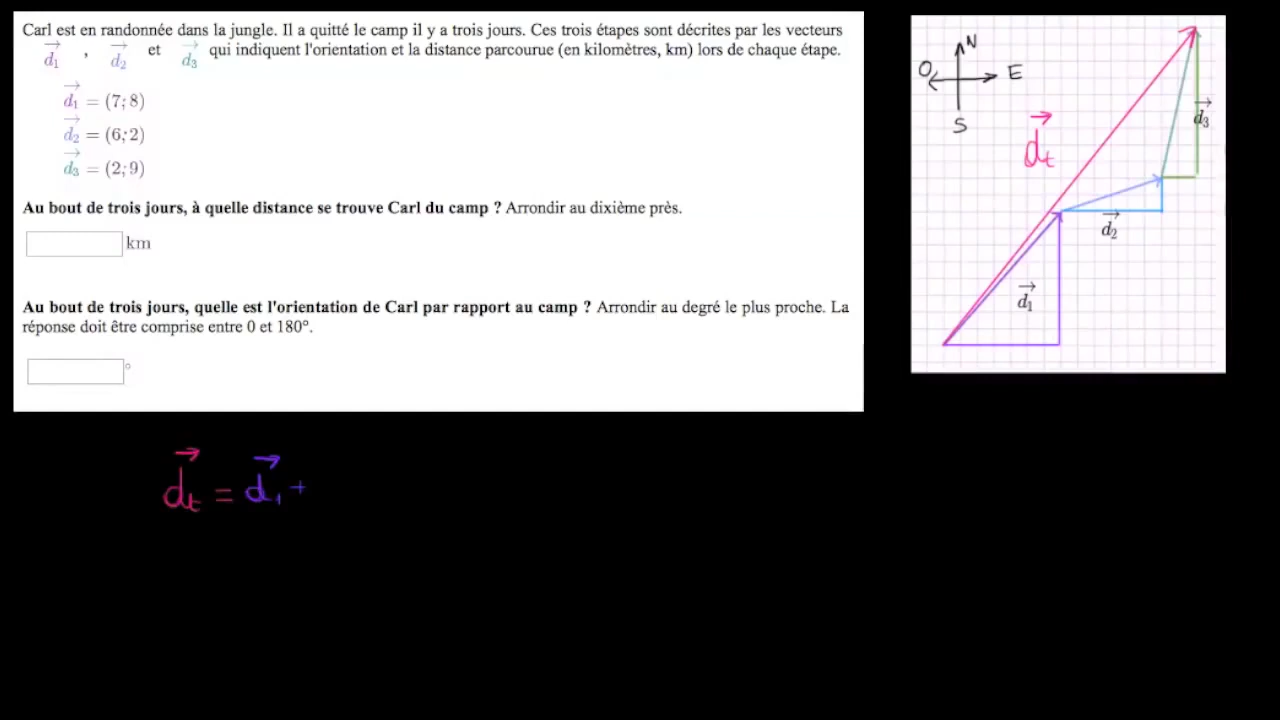 Carl est en randonnée dans la jungle. Il a quitté le camp il y a trois jours. Ces trois étapes sont décrites par les vecteurs
d₁ , d₂ et d₃ qui indiquent l'orientation et la distance parcourue (en kilomètres, km) lors de chaque étape.
d₁ = (7; 8)
d₂ = (6; 2)
d₃ = (2; 9)
Au bout de trois jours, à quelle distance se trouve Carl du camp ? Arrondir au dixième près.
km
Au bout de trois jours, quelle est l'orientation de Carl par rapport au camp ? Arrondir au degré le plus proche. La
réponse doit être comprise entre 0 et 180°.
°
N
O E
S
dₜ
d₃
d₂
d₁
dₜ = d₁ +